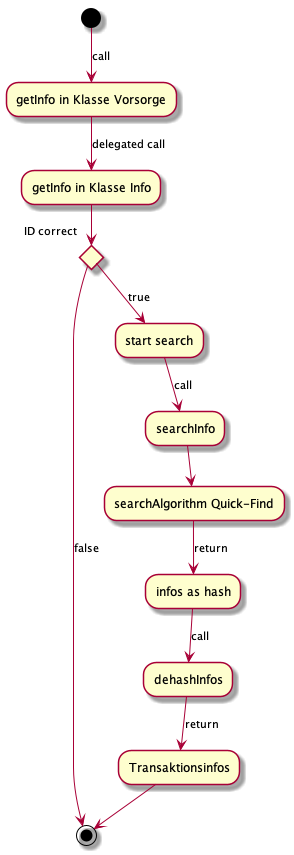 call
getInfo in Klasse Vorsorge
delegated call
getInfo in Klasse Info
ID correct
true
start search
call
searchInfo
searchAlgorithm Quick-Find
false
return
infos as hash
call
dehashInfos
return
Transaktionsinfos